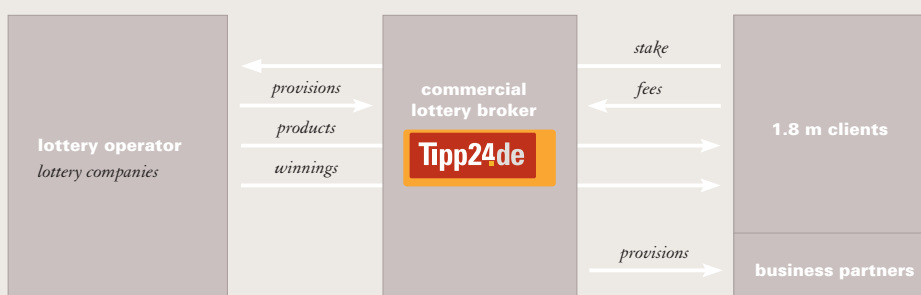 lottery operator
lottery companies
provisions
products
winnings
commercial
lottery broker
Tipp24.de
stake
fees
provisions
1.8 m clients
business partners